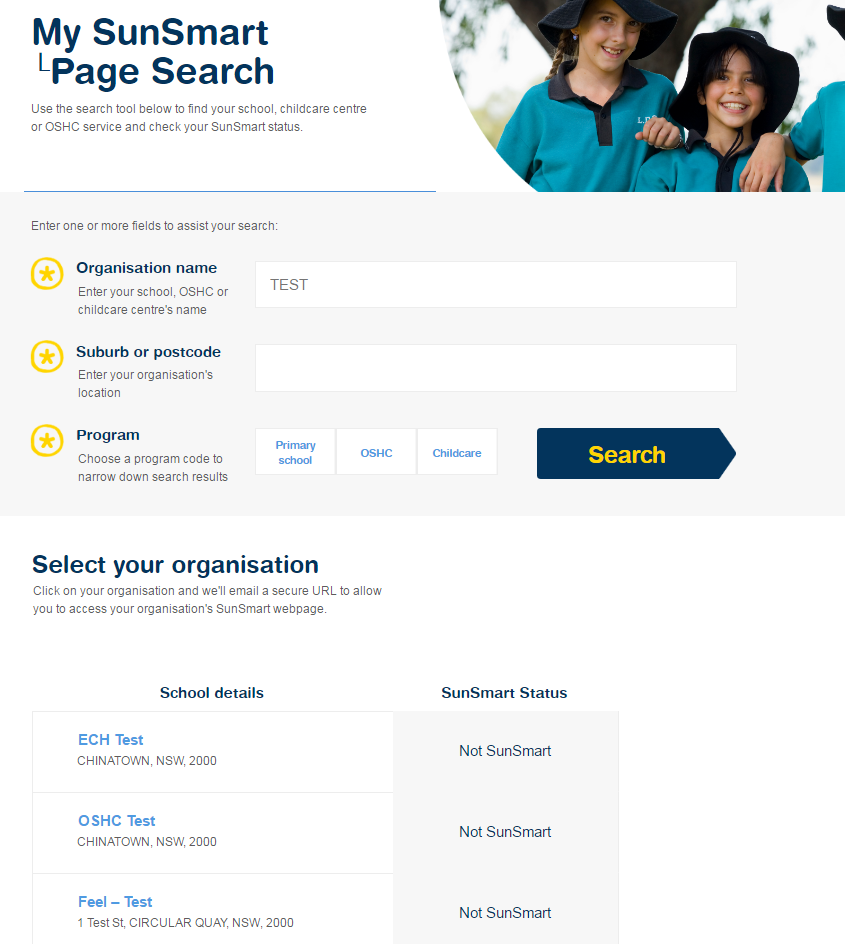 My SunSmart
Page Search
Use the search tool below to find your school, childcare centre
or OSHC service and check your SunSmart status.
Enter one or more fields to assist your search:
Organisation name
Enter your school, OSHC or
childcare centre's name
TEST
Suburb or postcode
Enter your organisation's
location
Program
Choose a program code to
narrow down search results
Primary
school
OSHC
Childcare
Search
Select your organisation
Click on your organisation and we'll email a secure URL to allow
you to access your organisation's SunSmart webpage.
School details
SunSmart Status
ECH Test
CHINATOWN, NSW, 2000
Not SunSmart
OSHC Test
CHINATOWN, NSW, 2000
Not SunSmart
Feel – Test
1 Test St, CIRCULAR QUAY, NSW, 2000
Not SunSmart